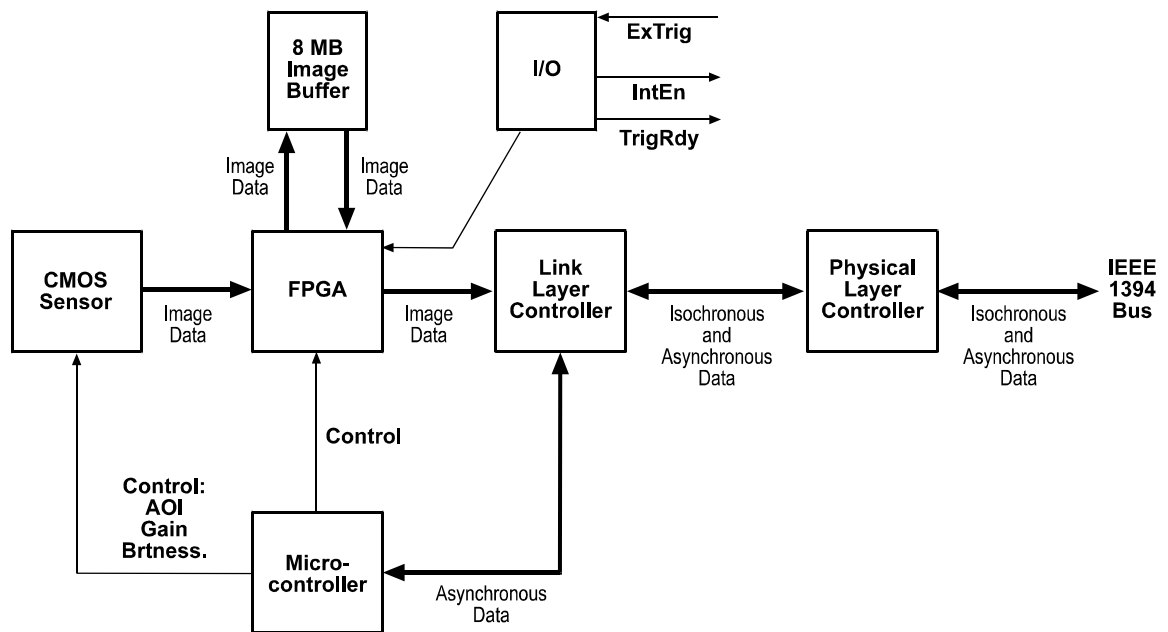 8 MB
Image
Buffer
I/O
ExTrig
IntEn
TrigRdy
Image
Data
Image
Data
CMOS
Sensor
Image
Data
FPGA
Image
Data
Link
Layer
Controller
Isochronous
and
Asynchronous
Data
Physical
Layer
Controller
Isochronous
and
Asynchronous
Data
IEEE
1394
Bus
Control
Control:
AOI
Gain
Brtness.
Micro-
controller
Asynchronous
Data